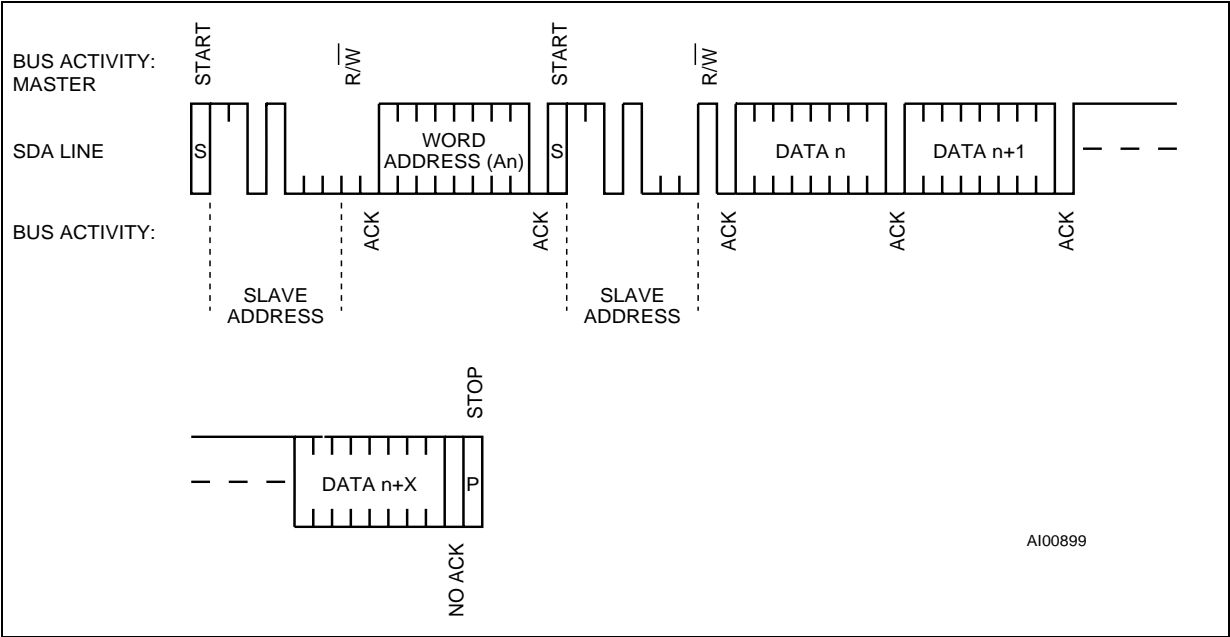 BUS ACTIVITY:
MASTER
START
R/W
START
R/W
SDA LINE
S
WORD
ADDRESS (An)
S
DATA n
DATA n+1
BUS ACTIVITY:
ACK
ACK
ACK
ACK
ACK
SLAVE
ADDRESS
SLAVE
ADDRESS
STOP
DATA n+X
P
NO ACK
AI00899